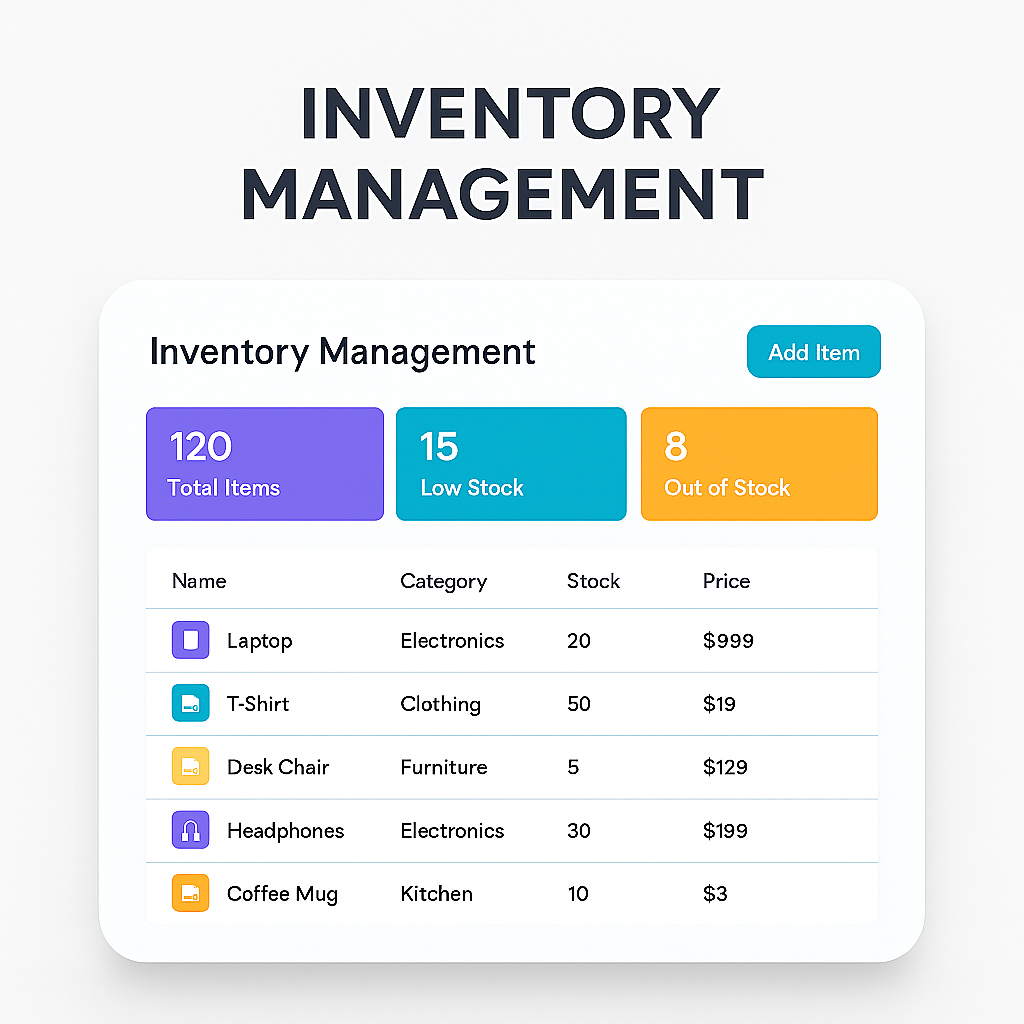 INVENTORY
MANAGEMENT
Inventory Management
Add Item
120
Total Items
15
Low Stock
8
Out of Stock
Name Category Stock Price
Laptop Electronics 20 $999
T-Shirt Clothing 50 $19
Desk Chair Furniture 5 $129
Headphones Electronics 30 $199
Coffee Mug Kitchen 10 $3